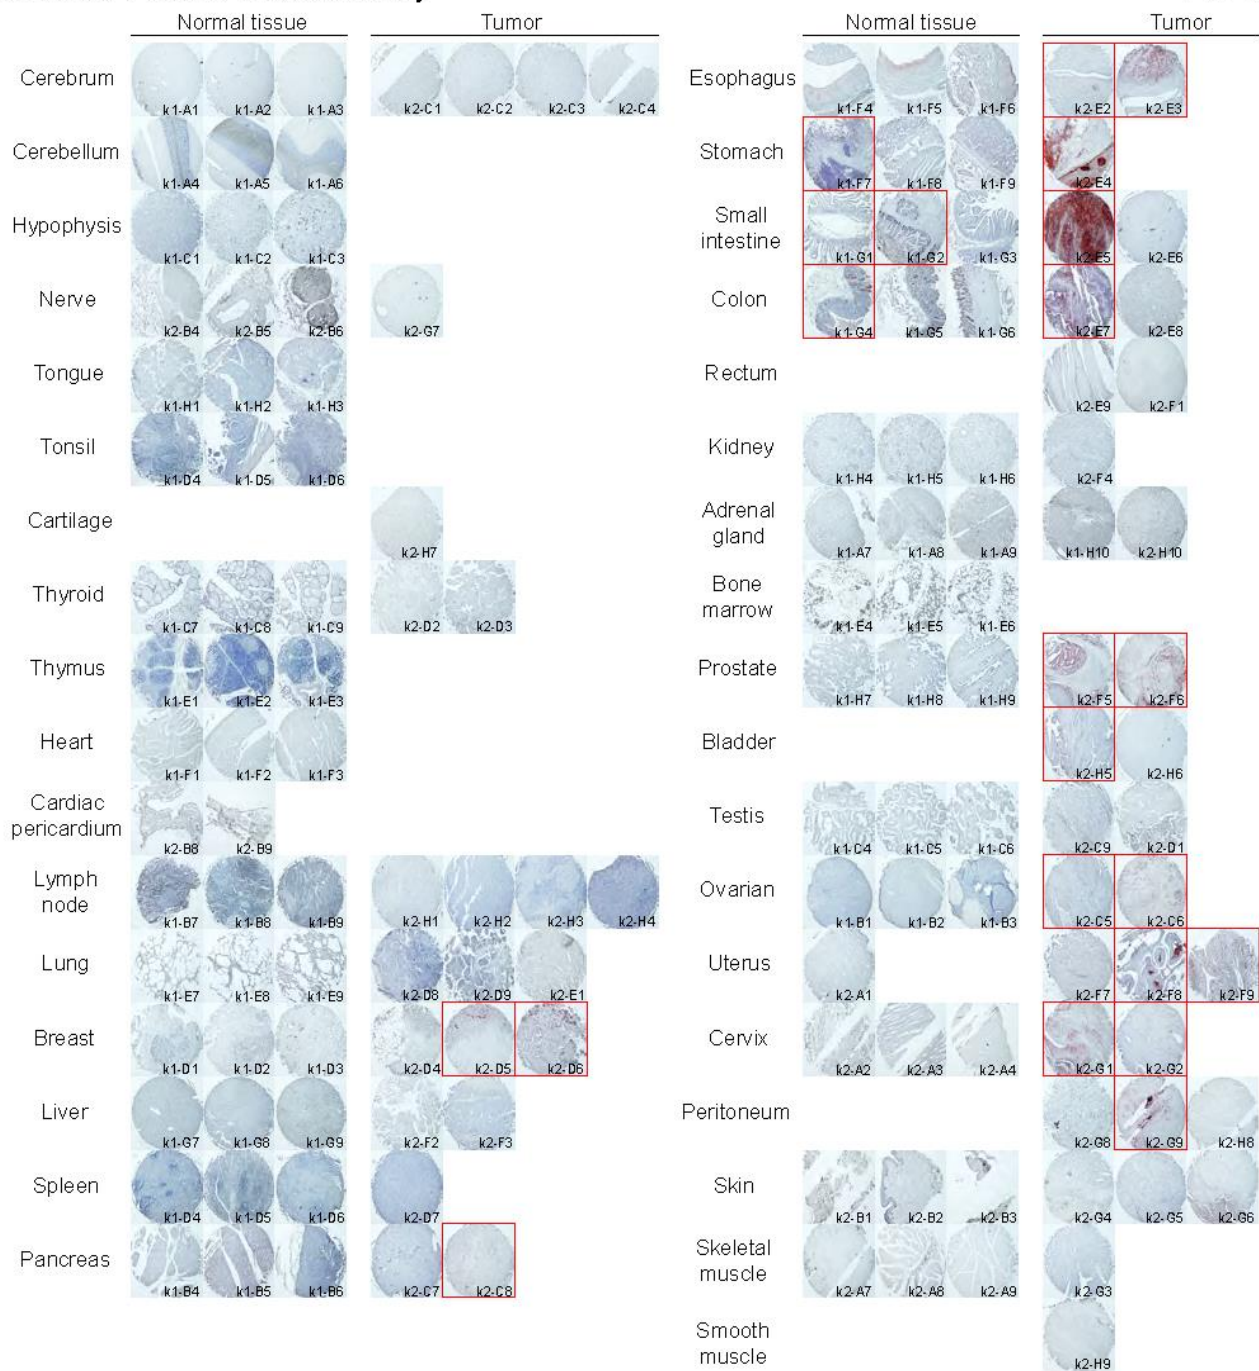 Normal tissue Tumor
Cerebrum k1-A1 k1-A2 k1-A3 k2-C1 k2-C2 k2-C3 k2-C4
Cerebellum k1-A4 k1-A5 k1-A6
Hypophysis k1-C1 k1-C2 k1-C3
Nerve k2-B4 k2-B5 k2-B6 k2-G7
Tongue k1-H1 k1-H2 k1-H3
Tonsil k1-D4 k1-D5 k1-D6
Cartilage k2-H7
Thyroid k1-C7 k1-C8 k1-C9 k2-D2 k2-D3
Thymus k1-E1 k1-E2 k1-E3
Heart k1-F1 k1-F2 k1-F3
Cardiac
pericardium k2-B8 k2-B9
Lymph
node k1-B7 k1-B8 k1-B9 k2-H1 k2-H2 k2-H3 k2-H4
Lung k1-E7 k1-E8 k1-E9 k2-D8 k2-D9 k2-E1
Breast k1-D1 k1-D2 k1-D3 k2-D4 k2-D5 k2-D6
Liver k1-G7 k1-G8 k1-G9 k2-F2 k2-F3
Spleen k1-D4 k1-D5 k1-D6 k2-D7
Pancreas k1-B4 k1-B5 k1-B6 k2-C7 k2-C8
Normal tissue Tumor
Esophagus k1-F4 k1-F5 k1-F6 k2-E2 k2-E3
Stomach k1-F7 k1-F8 k1-F9 k2-E4
Small
intestine k1-G1 k1-G2 k1-G3 k2-E5 k2-E6
Colon k1-G4 k1-G5 k1-G6 k2-E7 k2-E8
Rectum k2-E9 k2-F1
Kidney k1-H4 k1-H5 k1-H6 k2-F4
Adrenal
gland k1-A7 k1-A8 k1-A9 k1-H10 k2-H10
Bone
marrow k1-E4 k1-E5 k1-E6
Prostate k1-H7 k1-H8 k1-H9 k2-F5 k2-F6
Bladder k2-H5 k2-H6
Testis k1-C4 k1-C5 k1-C6 k2-C9 k2-D1
Ovarian k1-B1 k1-B2 k1-B3 k2-C5 k2-C6
Uterus k2-A1 k2-F7 k2-F8 k2-F9
Cervix k2-A2 k2-A3 k2-A4 k2-G1 k2-G2
Peritoneum k2-G8 k2-G9 k2-H8
Skin k2-B1 k2-B2 k2-B3 k2-G4 k2-G5 k2-G6
Skeletal
muscle k2-A7 k2-A8 k2-A9 k2-G3
Smooth
muscle k2-H9